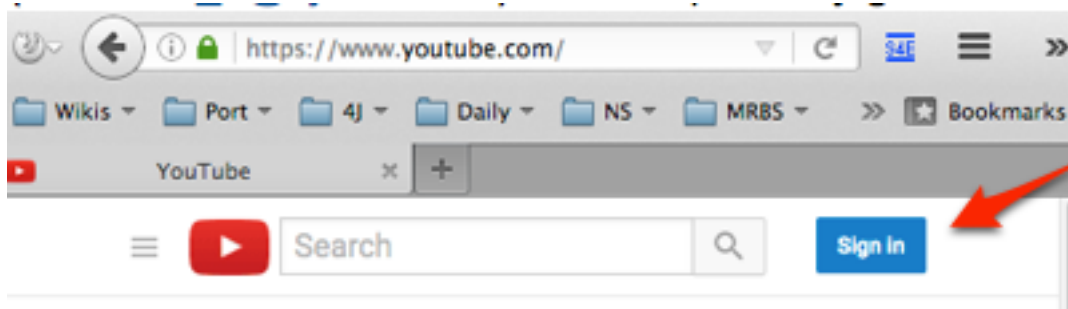 https://www.youtube.com/ S4E
Wikis Port 4J Daily NS MRBS Bookmarks
YouTube
Search Sign in